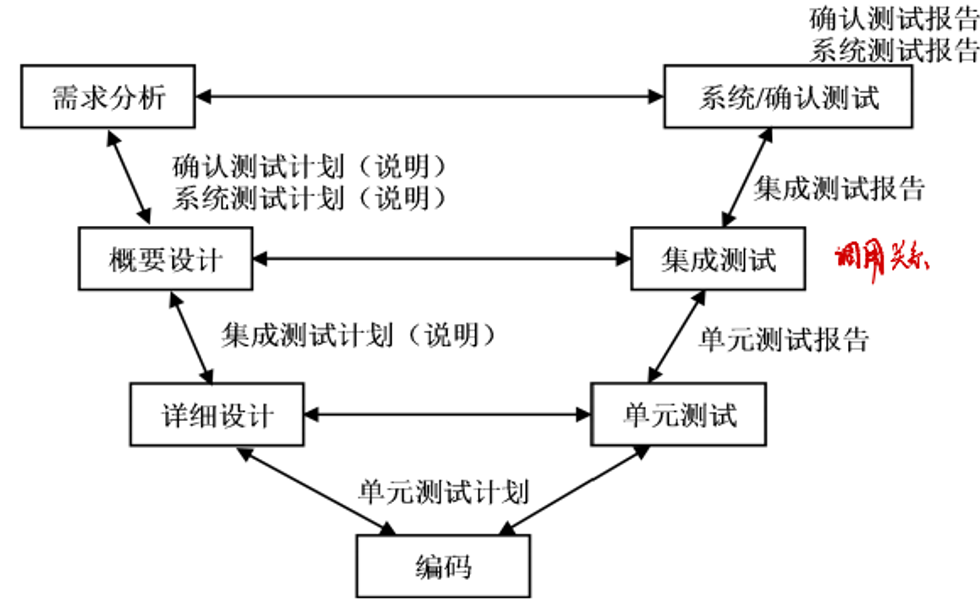 确认测试报告
系统测试报告
需求分析
系统/确认测试
确认测试计划（说明）
系统测试计划（说明）
集成测试报告
概要设计
集成测试
调用关系
集成测试计划（说明）
单元测试报告
详细设计
单元测试
单元测试计划
编码